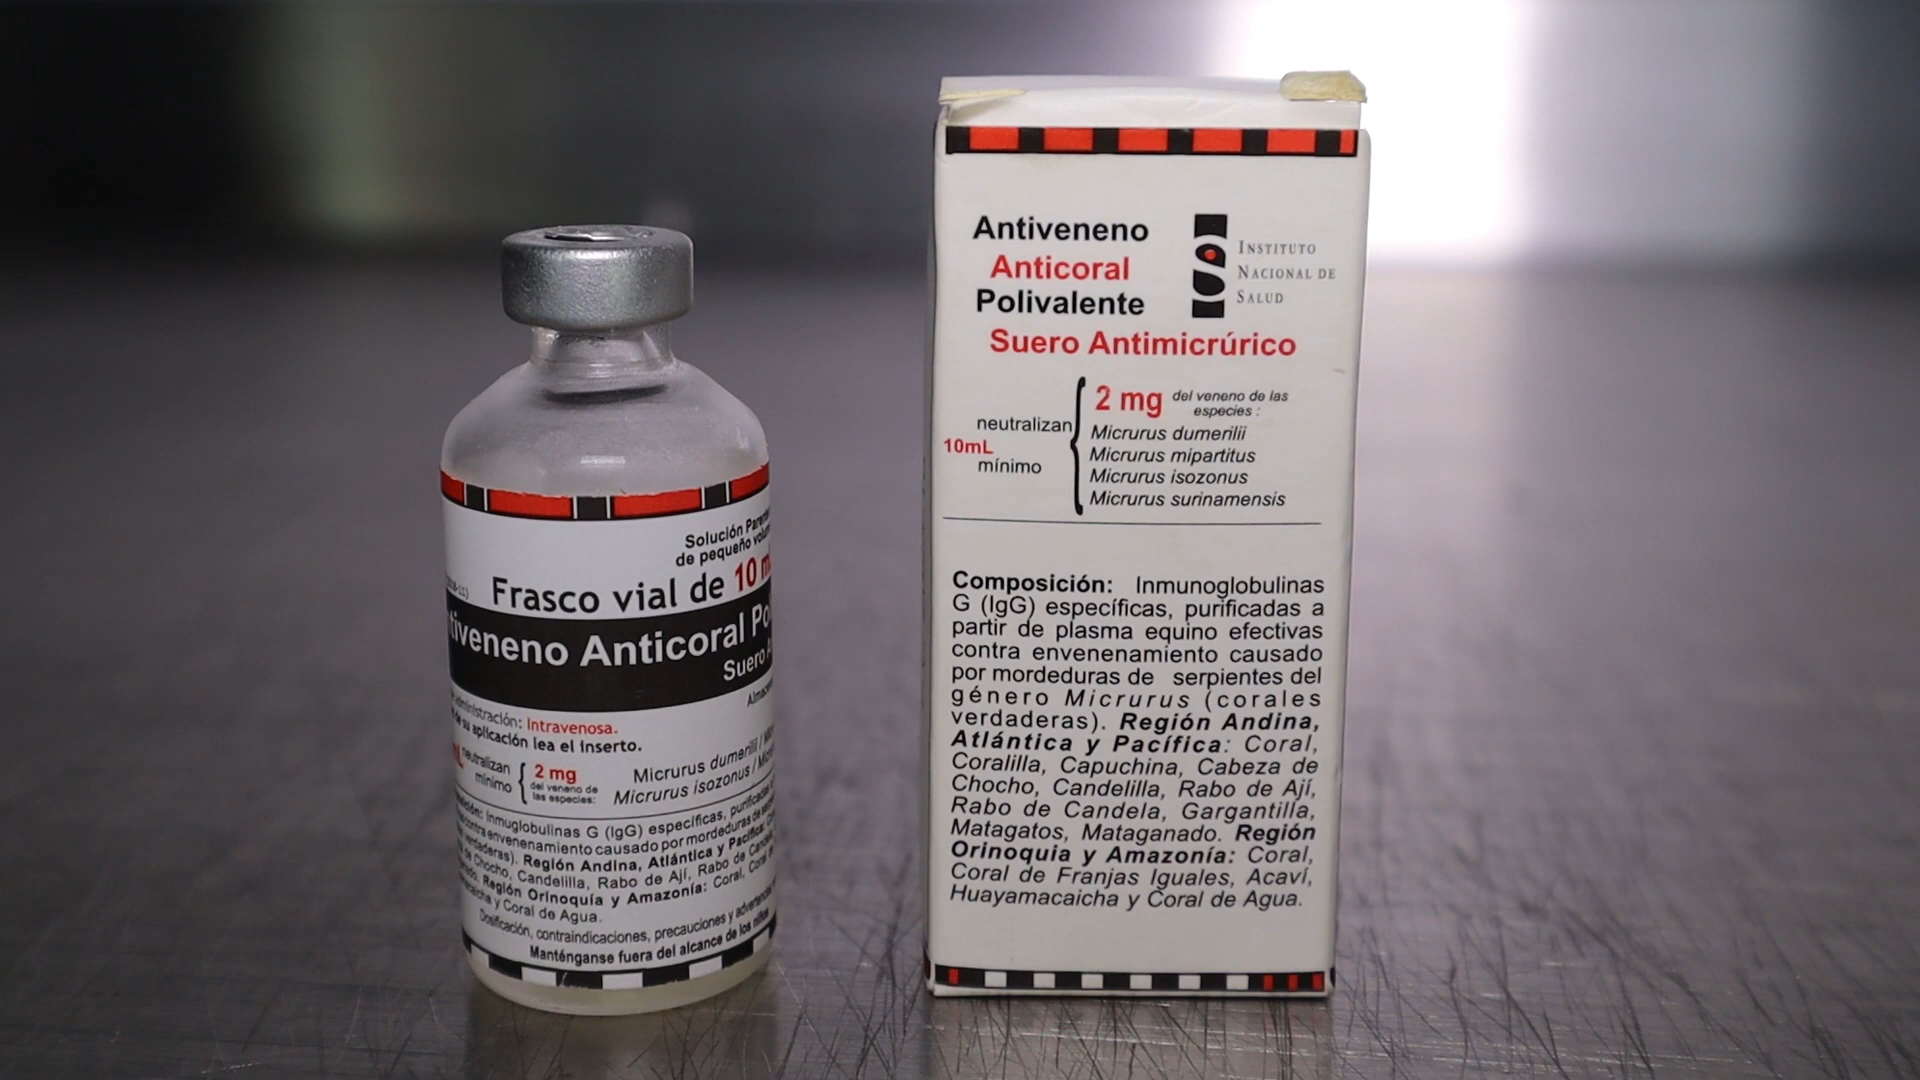 Solución
de pequeño
Frasco vial de 10
Anticoral
Suero
administración: Intravenosa.
de su aplicación lea el inserto.
neutralizan
mínimo
2 mg
del veneno de
las especies:
Micrurus dumerilii /
Micrurus isozonus /
Inmuglobulinas G (IgG) específicas, purificadas
envenenamiento causado por mordeduras de
Región Andina, Atlántica y Pacífica:
de Chocho, Candelilla, Rabo de Ají, Rabo de
Región Orinoquía y Amazonía: Coral, Coral
y Coral de Agua.
Dosificación, contraindicaciones, precauciones y
Manténganse fuera del alcance de los niños
Antiveneno
Anticoral
Polivalente
Suero Antimicrúrico
INSTITUTO
NACIONAL DE
SALUD
10mL
neutralizan
mínimo
2 mg del veneno de las
especies :
Micrurus dumerilii
Micrurus mipartitus
Micrurus isozonus
Micrurus surinamensis
Composición: Inmunoglobulinas
G (IgG) específicas, purificadas a
partir de plasma equino efectivas
contra envenenamiento causado
por mordeduras de serpientes del
género Micrurus (corales
verdaderas). Región Andina,
Atlántica y Pacífica: Coral,
Coralilla, Capuchina, Cabeza de
Chocho, Candelilla, Rabo de Ají,
Rabo de Candela, Gargantilla,
Matagatos, Mataganado. Región
Orinoquia y Amazonía: Coral,
Coral de Franjas Iguales, Acaví,
Huayamacaicha y Coral de Agua.